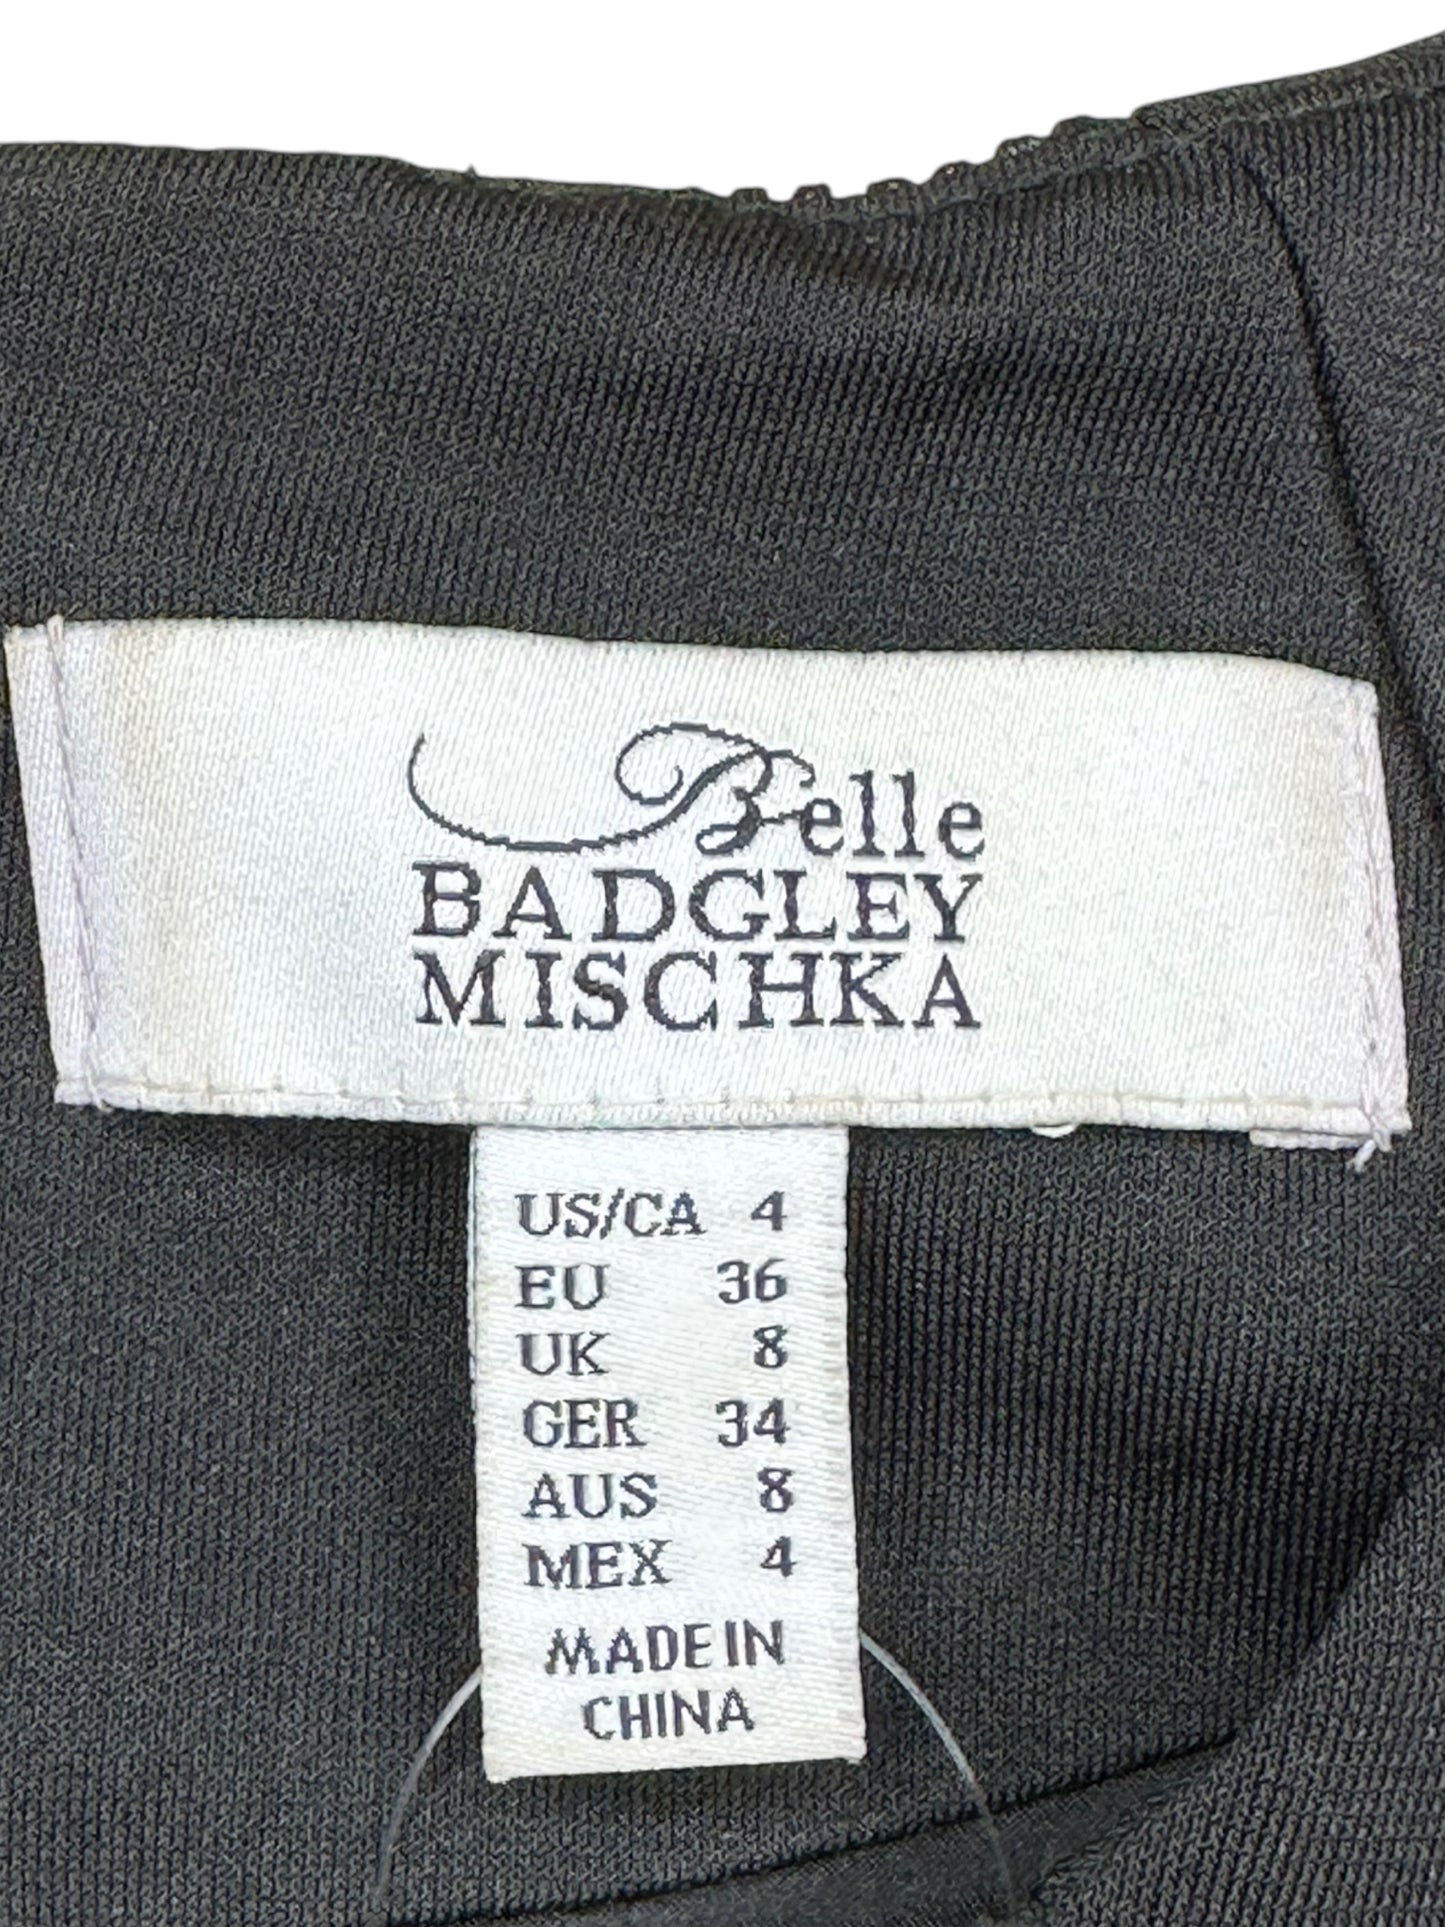 Belle
BADGLEY
MISCHKA
US/CA 4
EU 36
UK 8
GER 34
AUS 8
MEX 4
MADE IN
CHINA